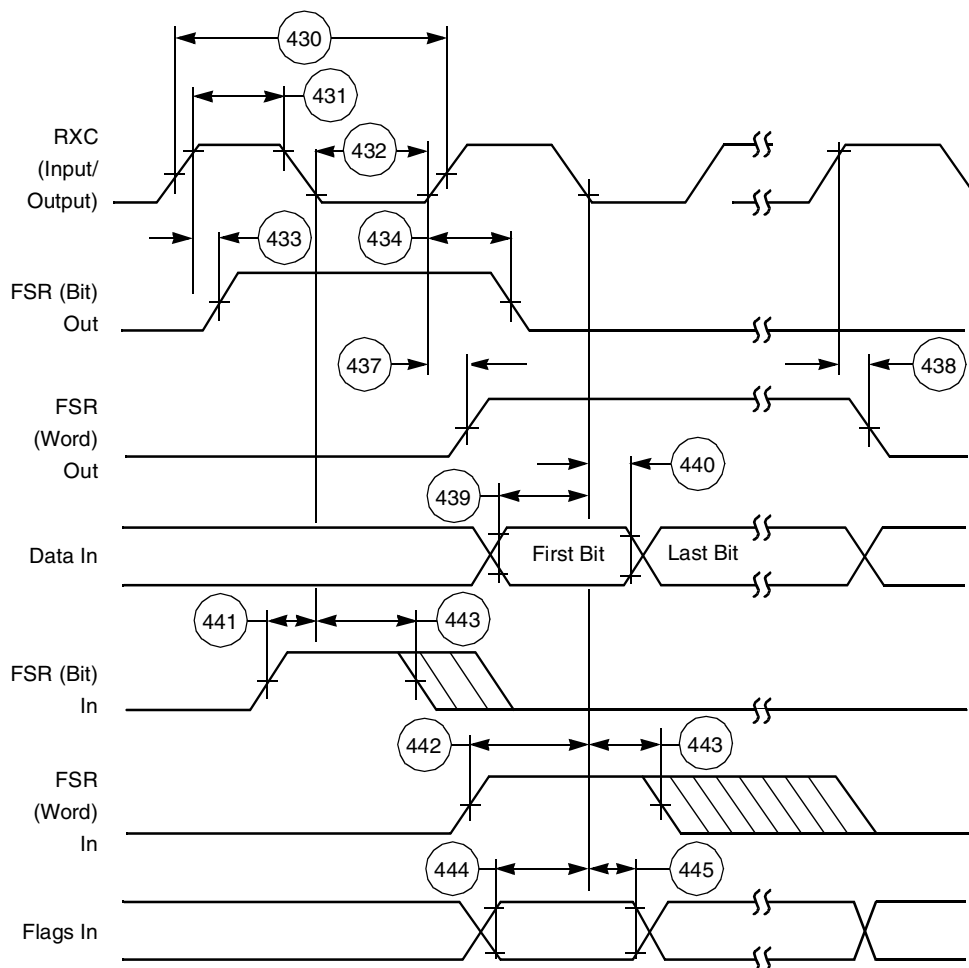 430
431
RXC
(Input/
Output)
432
433
434
FSR (Bit)
Out
437
438
FSR
(Word)
Out
440
439
Data In
First Bit
Last Bit
441
443
FSR (Bit)
In
442
443
FSR
(Word)
In
444
445
Flags In